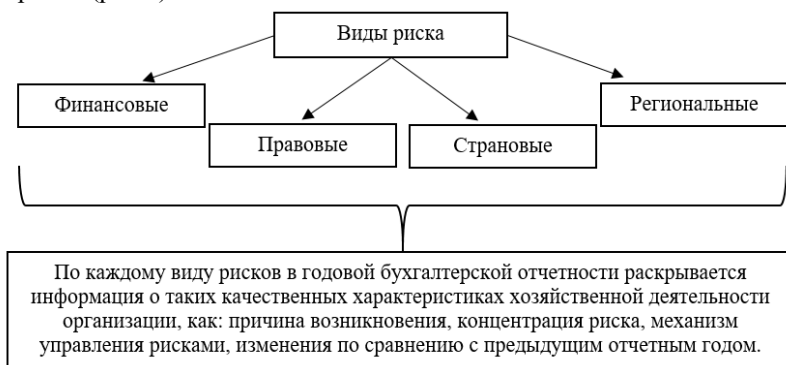 Виды риска
Финансовые
Региональные
Правовые
Страновые
По каждому виду рисков в годовой бухгалтерской отчетности раскрывается
информация о таких качественных характеристиках хозяйственной деятельности
организации, как: причина возникновения, концентрация риска, механизм
управления рисками, изменения по сравнению с предыдущим отчетным годом.